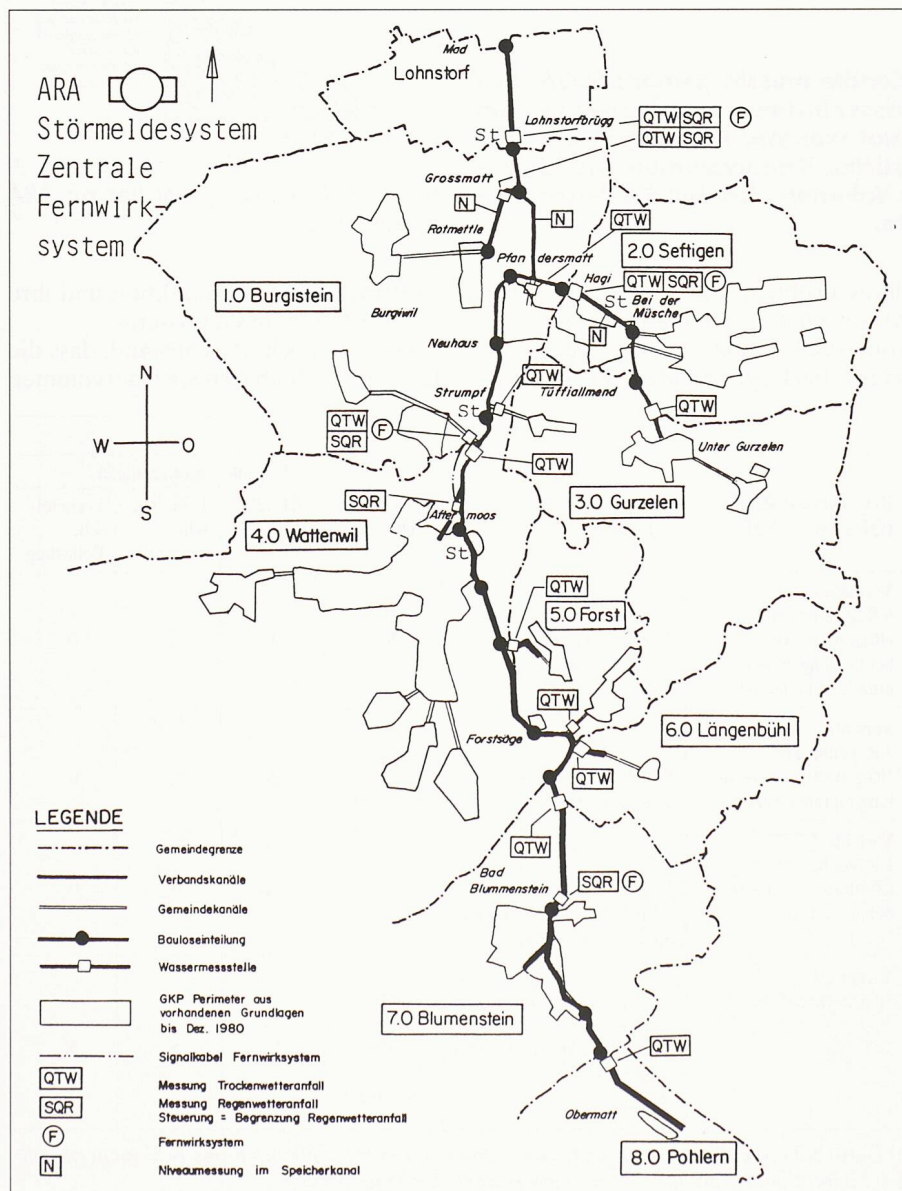 Mad
Lohnstorf
ARA
Störmeldesystem
Zentrale
Fernwirk-
system
Lohnstorfbrügg
QTW SQR F
QTW SQR
St
Grossmatt
N
N
QTW
Rotmettle
Pfandersmatt
2.0 Seftigen
Hagi
QTW SQR F
1.0 Burgistein
St
Bei der
Müsche
Burgiwil
N
Neuhaus
Tüffiallmend
Strumpf
QTW
QTW
St
QTW
SQR
F
Unter Gurzelen
QTW
N
W O
S
SQR
3.0 Gurzelen
Aftermoos
4.0 Wattenwil
St
QTW
5.0 Forst
QTW
6.0 Längenbühl
Forstsäge
QTW
QTW
Bad
Blummenstein
SQR F
7.0 Blumenstein
QTW
Obermatt
8.0 Pohlern
LEGENDE
Gemeindegrenze
Verbandskanäle
Gemeindekanäle
Bauloseinteilung
Wassermessstelle
GKP Perimeter aus
vorhandenen Grundlagen
bis Dez. 1980
Signalkabel Fernwirksystem
QTW Messung Trockenwetteranfall
SQR Messung Regenwetteranfall
Steuerung = Begrenzung Regenwetteranfall
F Fernwirksystem
N Niveaumessung im Speicherkanal